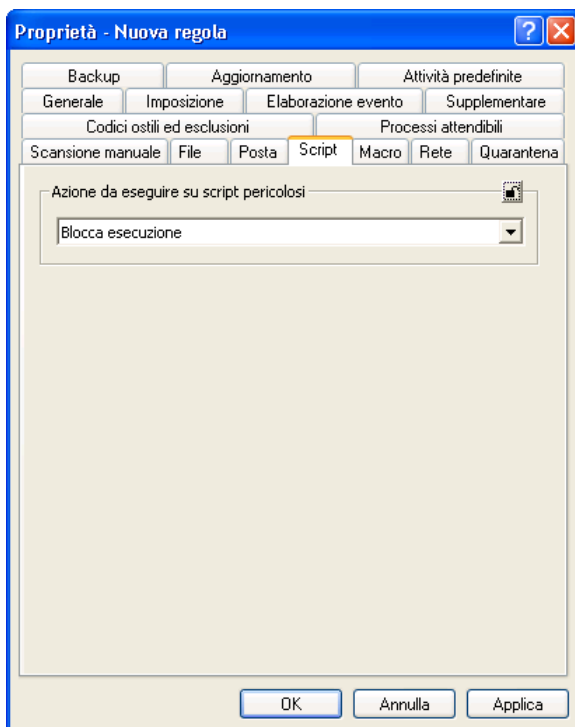 Proprietà - Nuova regola
Backup Aggiornamento Attività predefinite
Generale Imposizione Elaborazione evento Supplementare
Codici ostili ed esclusioni Processi attendibili
Scansione manuale File Posta Script Macro Rete Quarantena
Azione da eseguire su script pericolosi
Blocca esecuzione
OK Annulla Applica